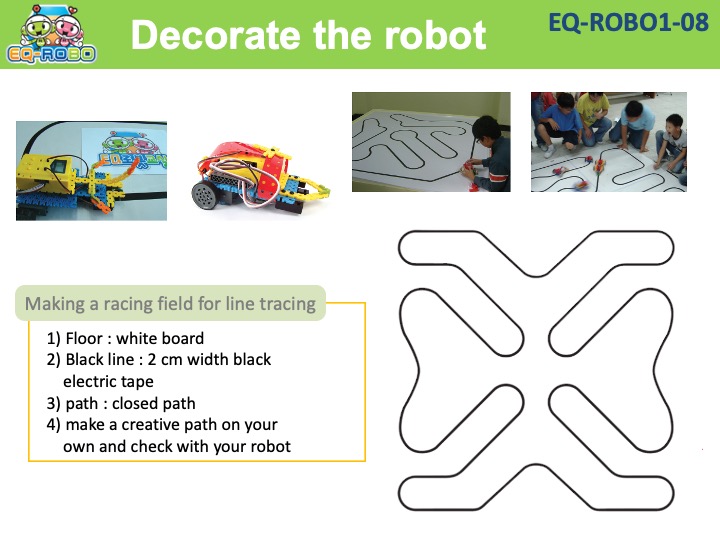 EQ-ROBO
Decorate the robot
EQ-ROBO1-08
Making a racing field for line tracing
1) Floor : white board
2) Black line : 2 cm width black
electric tape
3) path : closed path
4) make a creative path on your
own and check with your robot